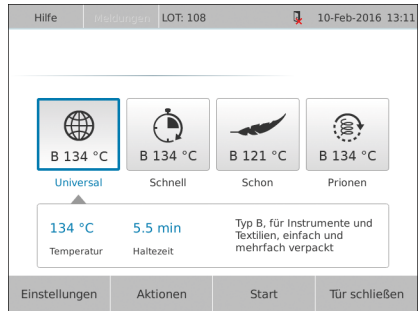 Hilfe Meldungen LOT: 108 10-Feb-2016 13:11
B 134 °C B 134 °C B 121 °C B 134 °C
Universal Schnell Schon Prionen
134 °C 5.5 min
Temperatur Haltezeit
Typ B, für Instrumente und
Textilien, einfach und
mehrfach verpackt
Einstellungen Aktionen Start Tür schließen